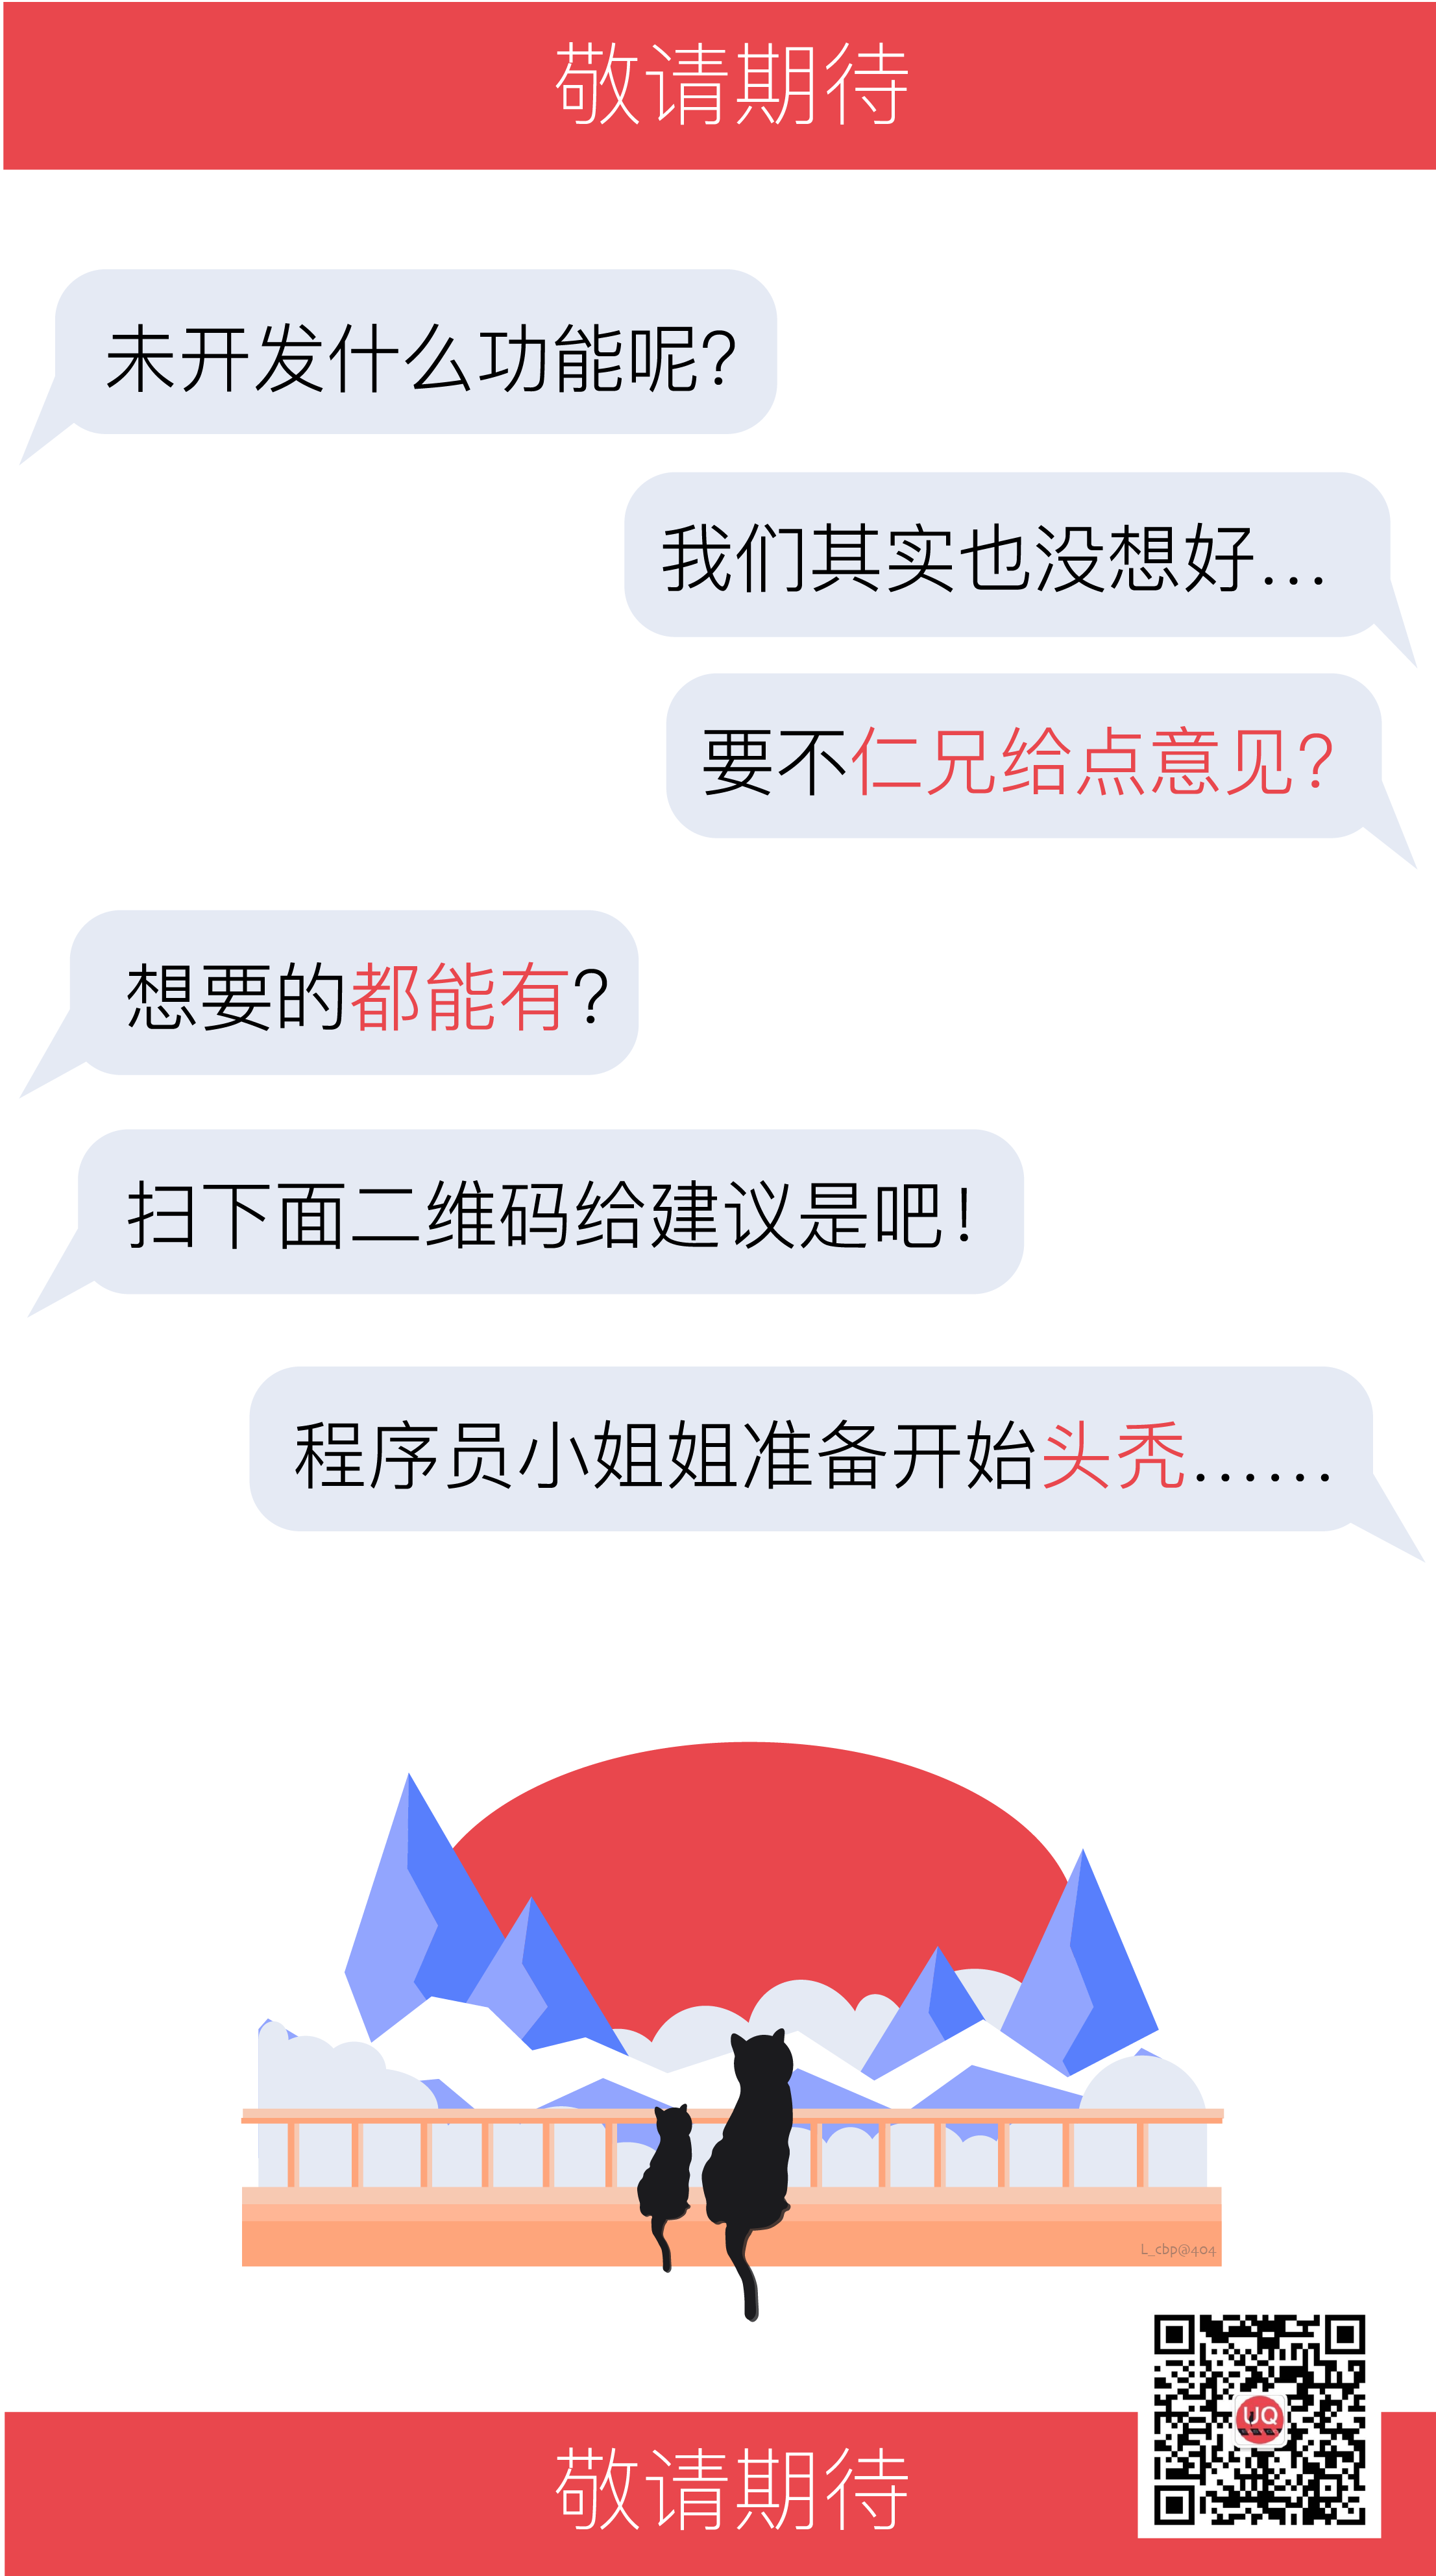 敬请期待
未开发什么功能呢?
我们其实也没想好...
要不仁兄给点意见?
想要的都能有?
扫下面二维码给建议是吧!
程序员小姐姐准备开始头秃......
L_cbp@404
UQ
敬请期待